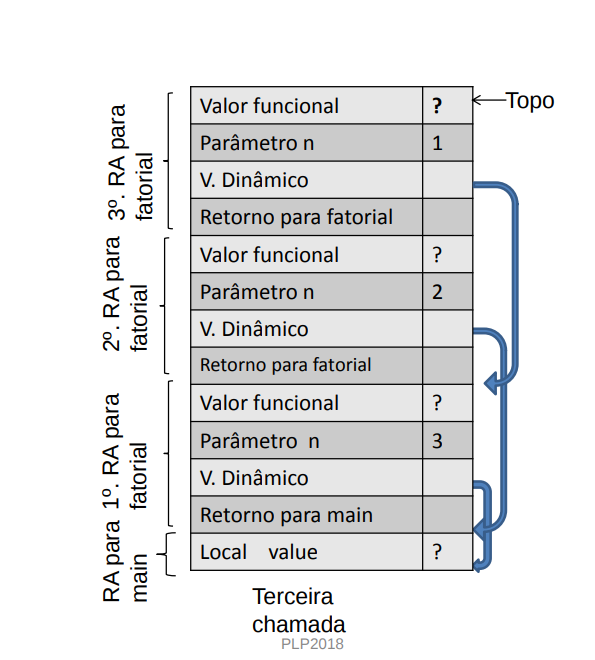 Valor funcional ?
Topo
Parâmetro n 1
V. Dinâmico
Retorno para fatorial
3º. RA para
fatorial
Valor funcional ?
Parâmetro n 2
V. Dinâmico
Retorno para fatorial
2º. RA para
fatorial
Valor funcional ?
Parâmetro n 3
V. Dinâmico
Retorno para main
1º. RA para
fatorial
Local value ?
RA para
main
Terceira
chamada
PLP2018